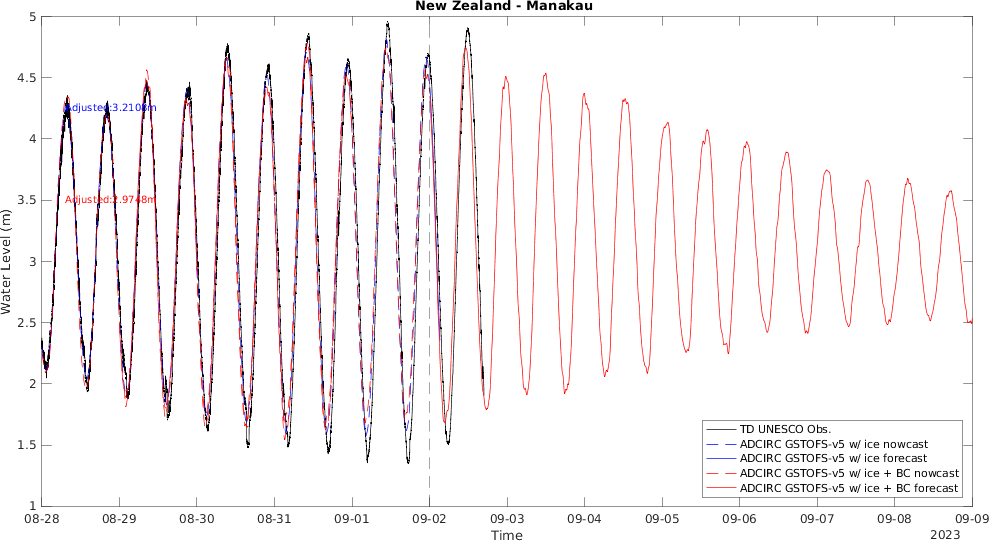 New Zealand - Manakau
5
4.5
4
3.5
3
2.5
2
1.5
1
Water Level (m)
Adjusted:3.2108m
Adjusted:2.9748m
TD UNESCO Obs.
ADCIRC GSTOFS-v5 w/ ice nowcast
ADCIRC GSTOFS-v5 w/ ice forecast
ADCIRC GSTOFS-v5 w/ ice + BC nowcast
ADCIRC GSTOFS-v5 w/ ice + BC forecast
08-28 08-29 08-30 08-31 09-01 09-02 09-03 09-04 09-05 09-06 09-07 09-08 09-09
Time
2023